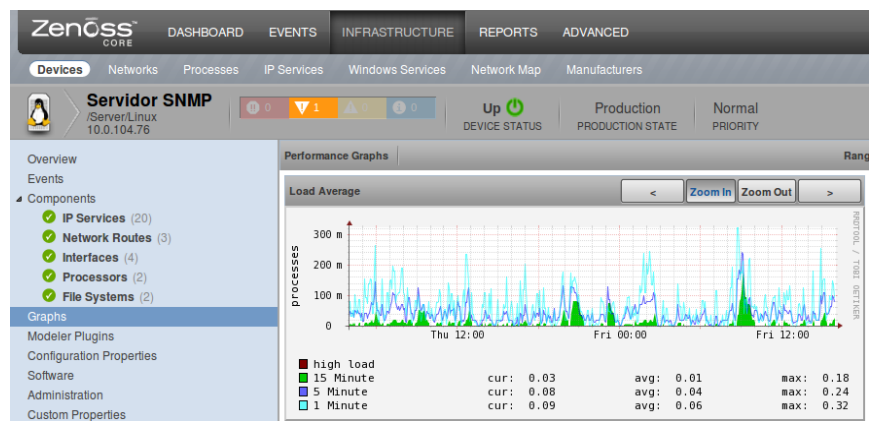 Zenoss CORE DASHBOARD EVENTS INFRASTRUCTURE REPORTS ADVANCED
Devices Networks Processes IP Services Windows Services Network Map Manufacturers
Servidor SNMP
/Server/Linux
10.0.104.76
0 1 0 0
Up
DEVICE STATUS
Production
PRODUCTION STATE
Normal
PRIORITY
Overview
Events
Components
IP Services (20)
Network Routes (3)
Interfaces (4)
Processors (2)
File Systems (2)
Graphs
Modeler Plugins
Configuration Properties
Software
Administration
Custom Properties
Performance Graphs Rang
Load Average < Zoom In Zoom Out >
processes
300 m
200 m
100 m
0
Thu 12:00 Fri 00:00 Fri 12:00
RRDTOOL / TOBI OETIKER
high load
15 Minute cur: 0.03 avg: 0.01 max: 0.18
5 Minute cur: 0.08 avg: 0.04 max: 0.24
1 Minute cur: 0.09 avg: 0.06 max: 0.32